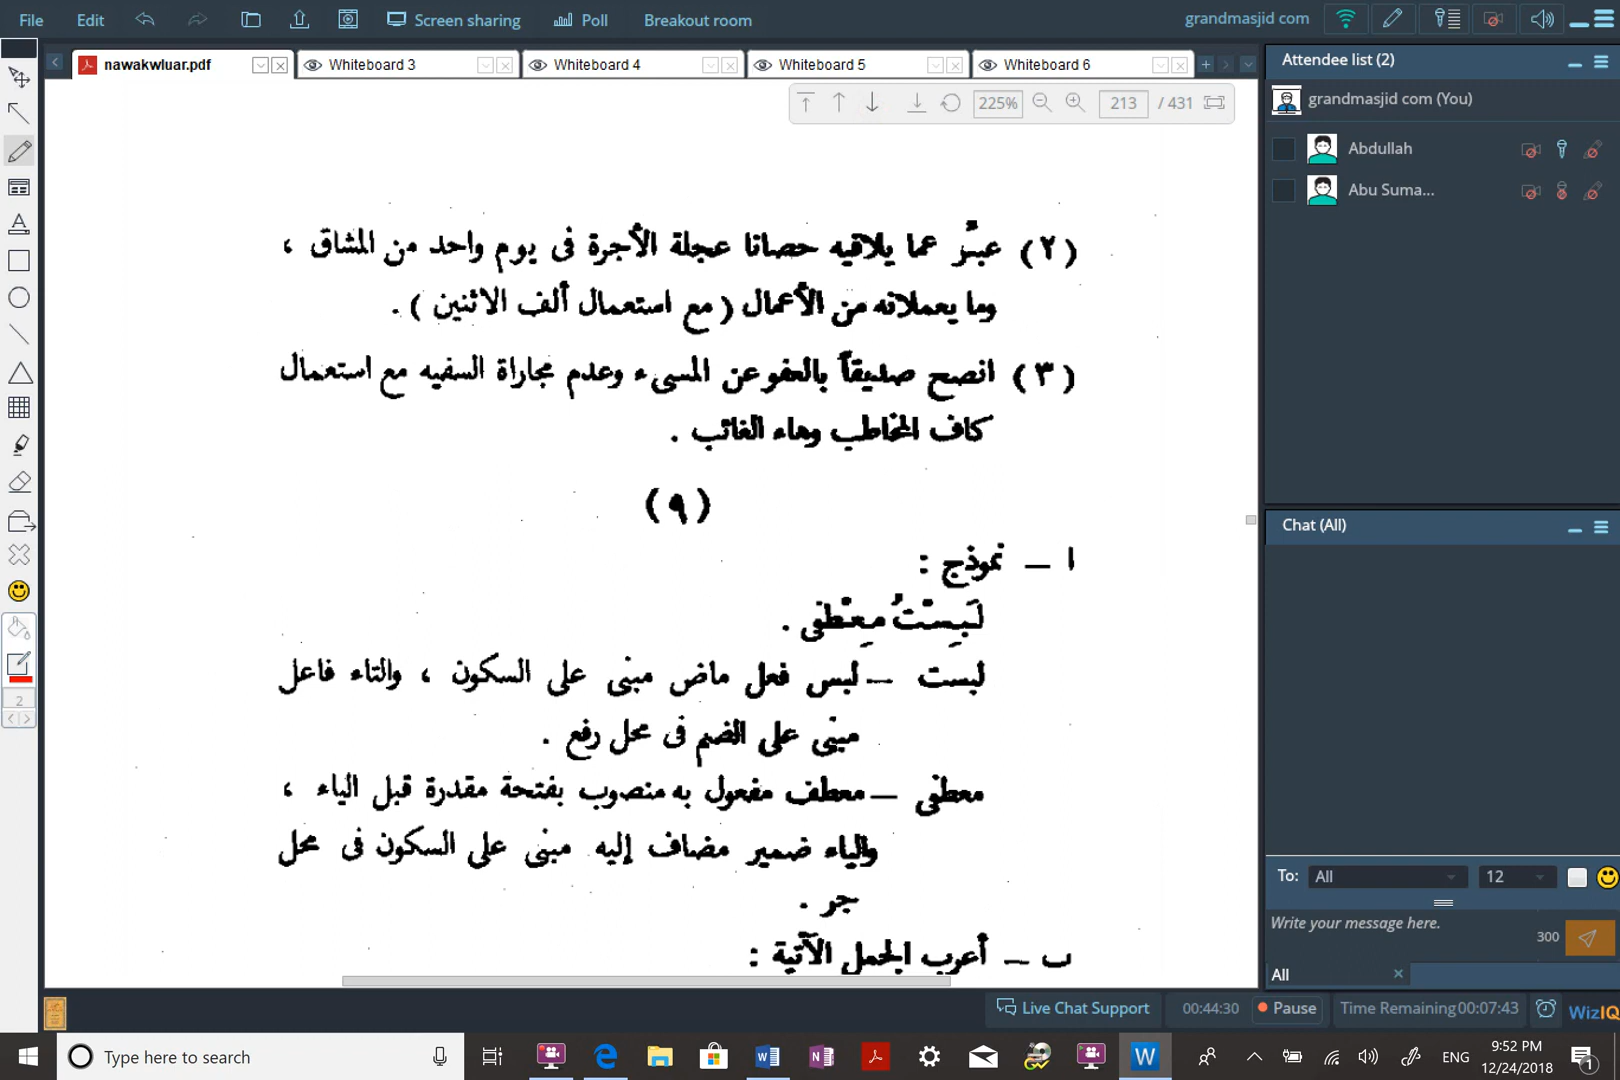 File Edit Screen sharing Poll Breakout room grandmasjid com
nawakwluar.pdf Whiteboard 3 Whiteboard 4 Whiteboard 5 Whiteboard 6
225% 213 / 431
(٢) عبّر عما يلاقيه حصانا عجلة الأجرة فى يوم واحد من المشاق ،
وما يعملانه من الأعمال ( مع استعمال ألف الاثنين ) .
(٣) انصح صديقاً بالعفو عن المسىء وعدم مجاراة السفيه مع استعمال
كاف المخاطب وهاء الغائب .
(٩)
ا — نموذج :
لَبِسْتُ مِعْطفى .
لبست — لبس فعل ماض مبنى على السكون ، والتاء فاعل
مبنى على الضم فى محل رفع .
معطفى — معطف مفعول به منصوب بفتحة مقدرة قبل الياء ،
والياء ضمير مضاف إليه مبنى على السكون فى محل
جر .
ب — أعرب الجمل الآتية :
2
Attendee list (2)
grandmasjid com (You)
Abdullah
Abu Suma...
Chat (All)
To: All 12
Write your message here.
300
All
Live Chat Support 00:44:30 Pause Time Remaining 00:07:43 WizIQ
Type here to search
ENG 9:52 PM
12/24/2018
1